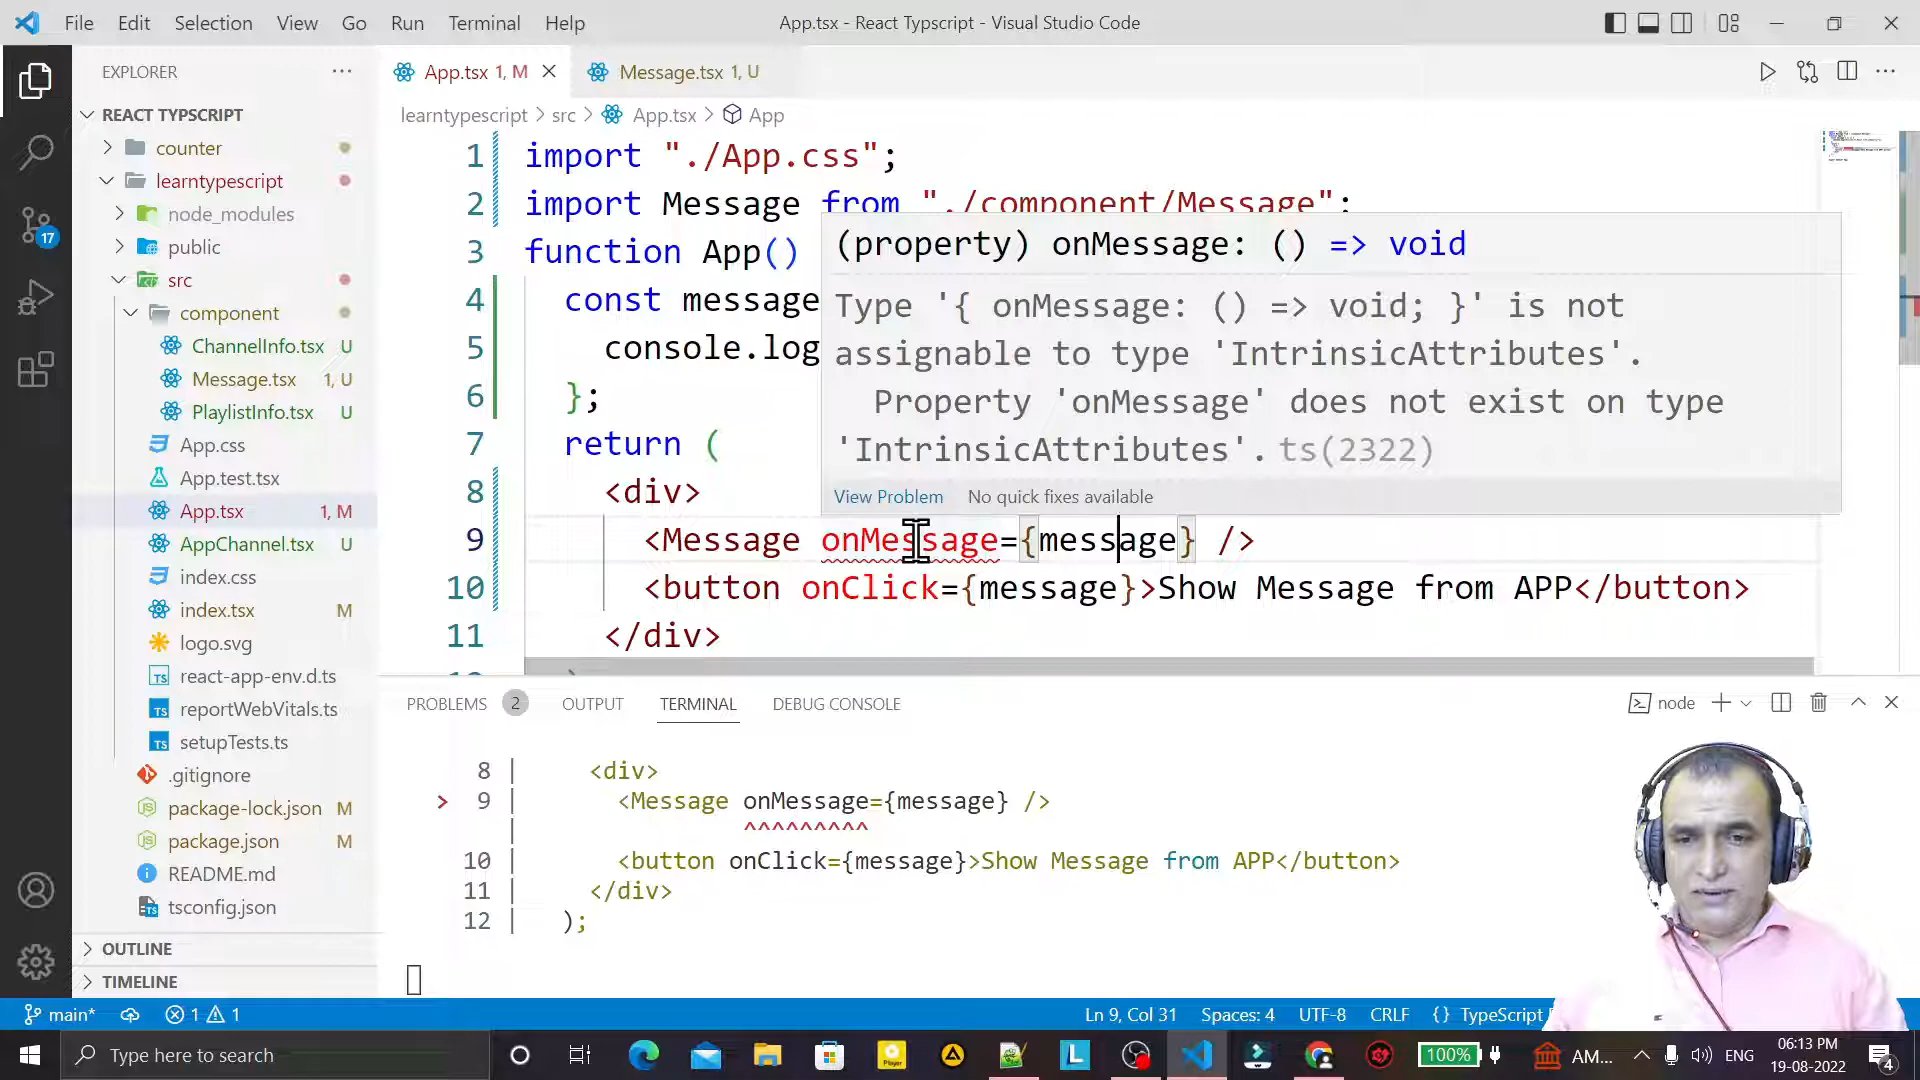 File Edit Selection View Go Run Terminal Help
App.tsx - React Typscript - Visual Studio Code
EXPLORER
App.tsx 1, M
Message.tsx 1, U
REACT TYPSCRIPT
counter
learntypescript
node_modules
public
src
component
ChannelInfo.tsx U
Message.tsx 1, U
PlaylistInfo.tsx U
App.css
App.test.tsx
App.tsx 1, M
AppChannel.tsx U
index.css
index.tsx M
logo.svg
react-app-env.d.ts
reportWebVitals.ts
setupTests.ts
.gitignore
package-lock.json M
package.json M
README.md
tsconfig.json
OUTLINE
TIMELINE
17
learntypescript > src > App.tsx > App
1 import "./App.css";
2 import Message from "./component/Message";
3 function App()
4 const message
5 console.log
6 };
7 return (
8 <div>
9 <Message onMessage={message} />
10 <button onClick={message}>Show Message from APP</button>
11 </div>
(property) onMessage: () => void
Type '{ onMessage: () => void; }' is not
assignable to type 'IntrinsicAttributes'.
Property 'onMessage' does not exist on type
'IntrinsicAttributes'. ts(2322)
View Problem No quick fixes available
PROBLEMS 2 OUTPUT TERMINAL DEBUG CONSOLE
node
8 | <div>
> 9 | <Message onMessage={message} />
| ^^^^^^^^^
10 | <button onClick={message}>Show Message from APP</button>
11 | </div>
12 | );
main* 1 1
Ln 9, Col 31 Spaces: 4 UTF-8 CRLF {} TypeScript
Type here to search
Player
L
100%
AM...
ENG
06:13 PM
19-08-2022
4